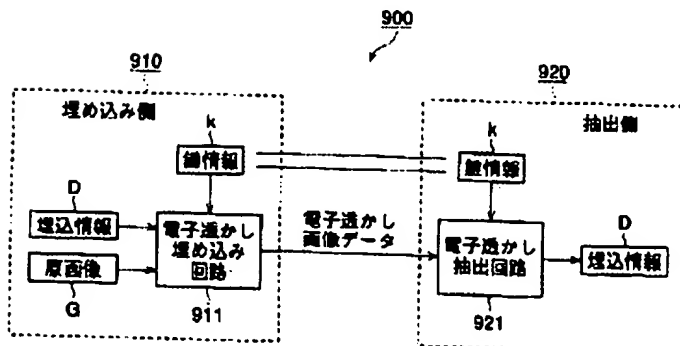 900
910
920
埋め込み側
抽出側
k
k
鍵情報
鍵情報
D
埋込情報
原画像
G
電子透かし
埋め込み
回路
911
電子透かし
画像データ
電子透かし
抽出回路
921
D
埋込情報